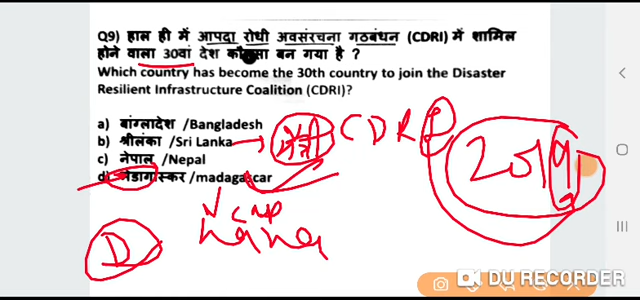 Q9) हाल ही में आपदा रोधी अवसंरचना गठबंधन (CDRI) में शामिल
होने वाला 30वां देश कौनसा बन गया है ?
Which country has become the 30th country to join the Disaster
Resilient Infrastructure Coalition (CDRI)?
a) बांग्लादेश /Bangladesh
b) श्रीलंका /Sri Lanka
c) नेपाल /Nepal
d) मेडागास्कर /madagascar
CDRI
2019
D
DU RECORDER